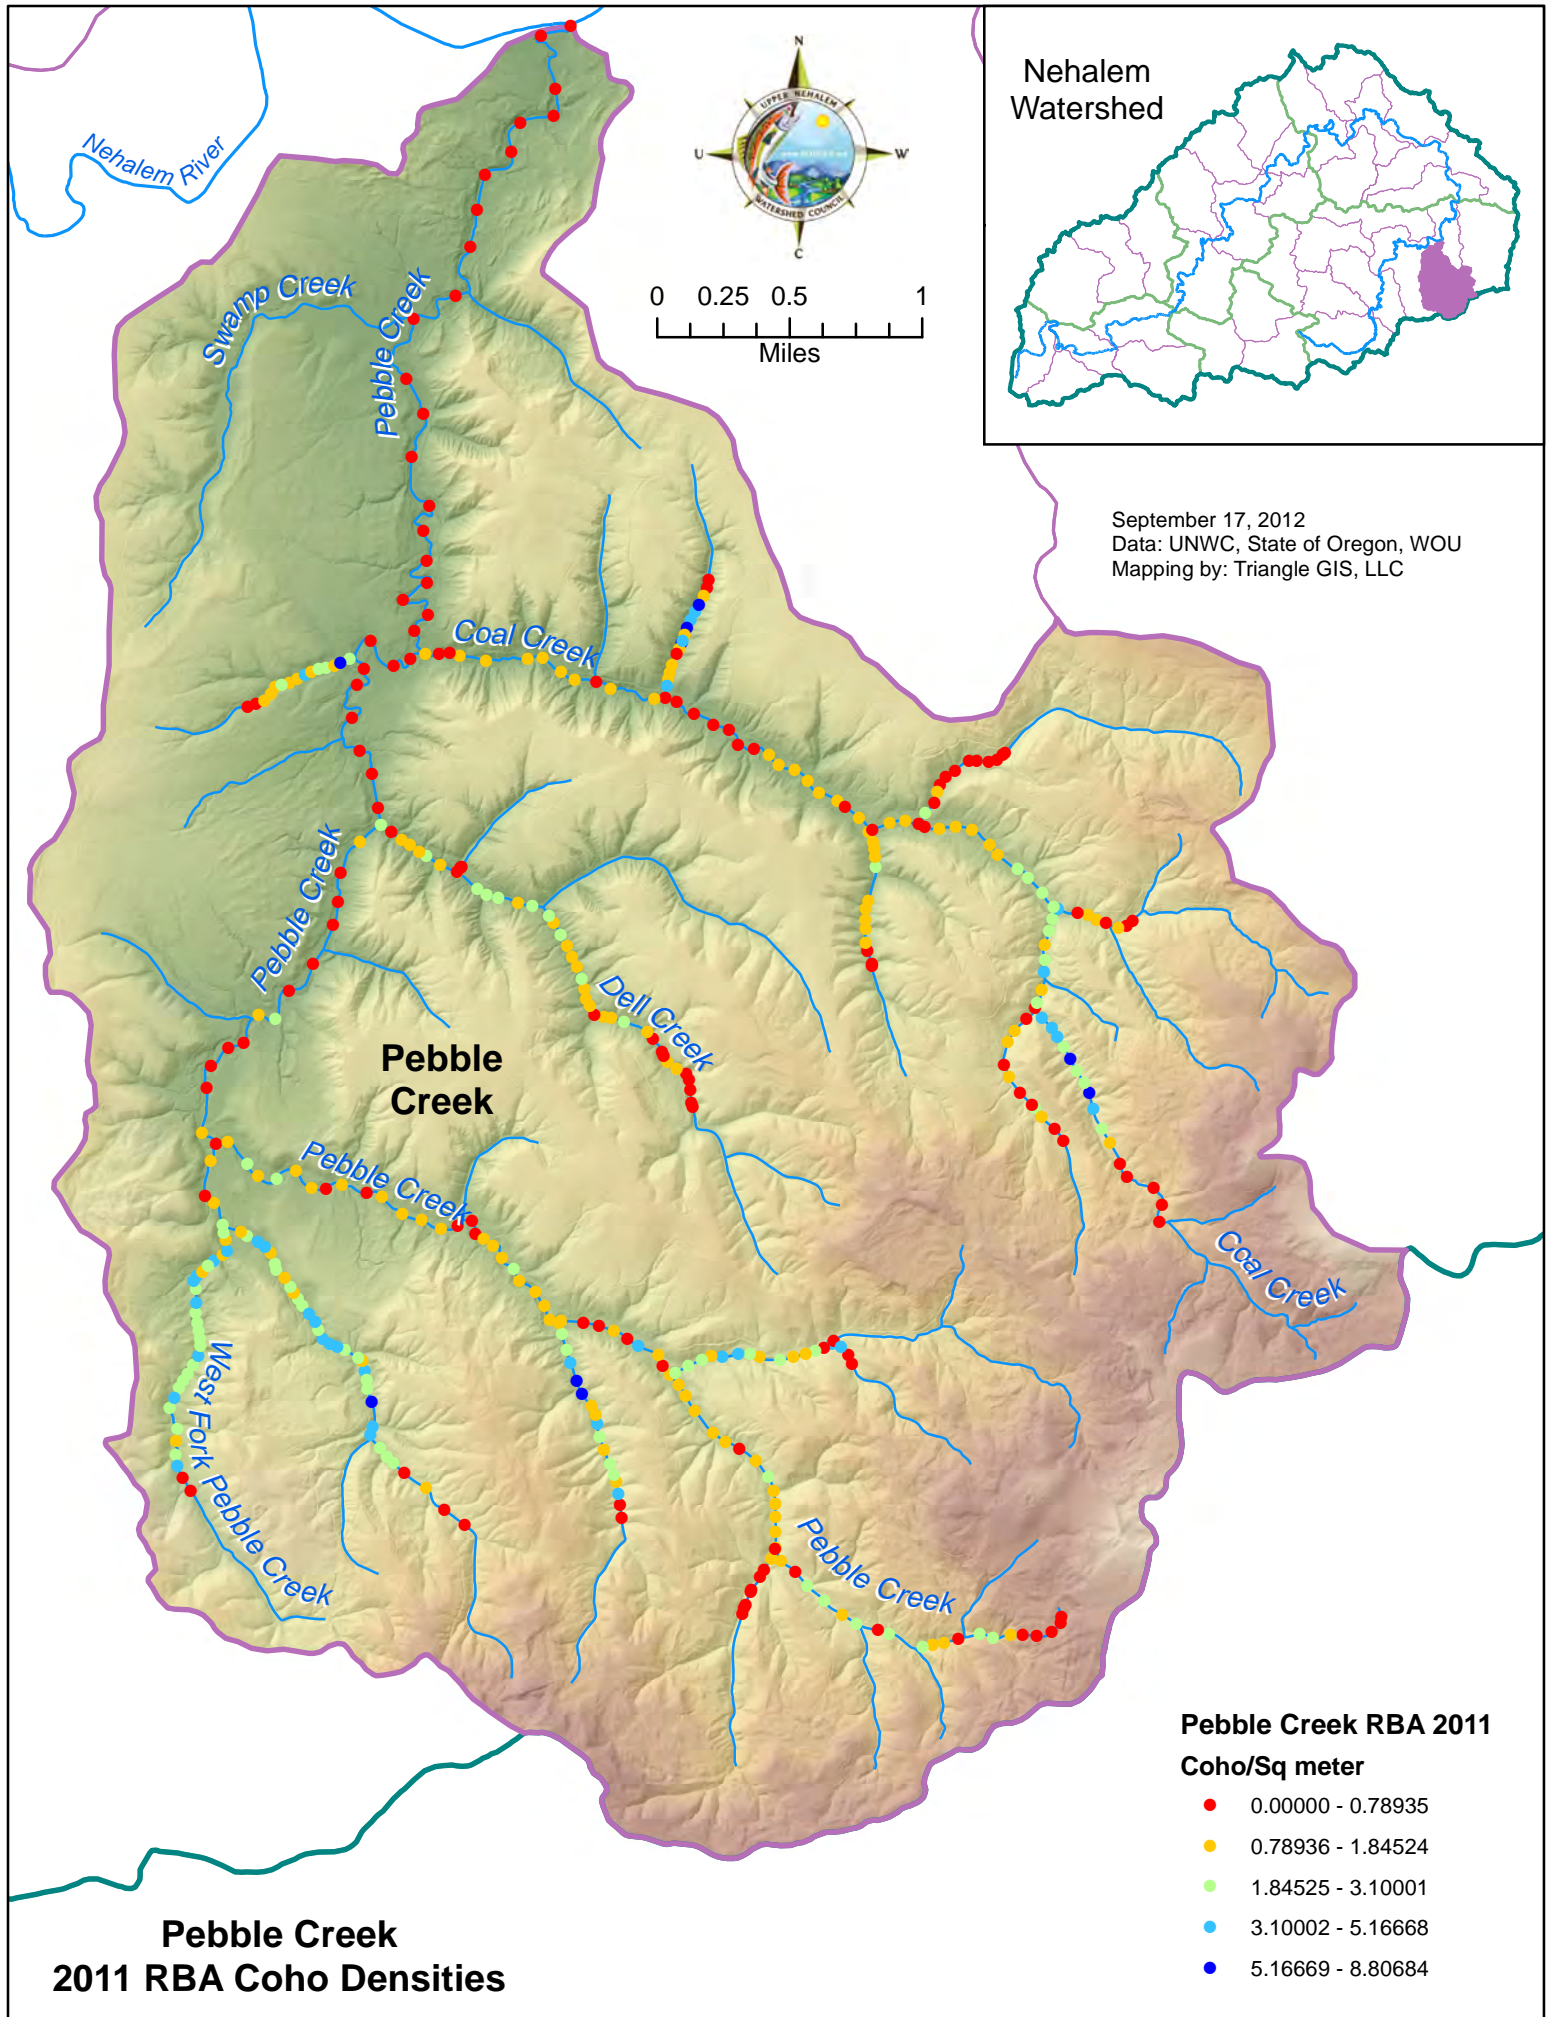 Nehalem
Watershed
N
UPPER NEHALEM
U
W
WATERSHED COUNCIL
C
0 0.25 0.5 1
Miles
September 17, 2012
Data: UNWC, State of Oregon, WOU
Mapping by: Triangle GIS, LLC
Nehalem River
Swamp Creek
Pebble Creek
Coal Creek
Pebble Creek
Dell Creek
Pebble
Creek
Pebble Creek
Coal Creek
West Fork Pebble Creek
Pebble Creek
Pebble Creek RBA 2011
Coho/Sq meter
0.00000 - 0.78935
0.78936 - 1.84524
1.84525 - 3.10001
3.10002 - 5.16668
5.16669 - 8.80684
Pebble Creek
2011 RBA Coho Densities